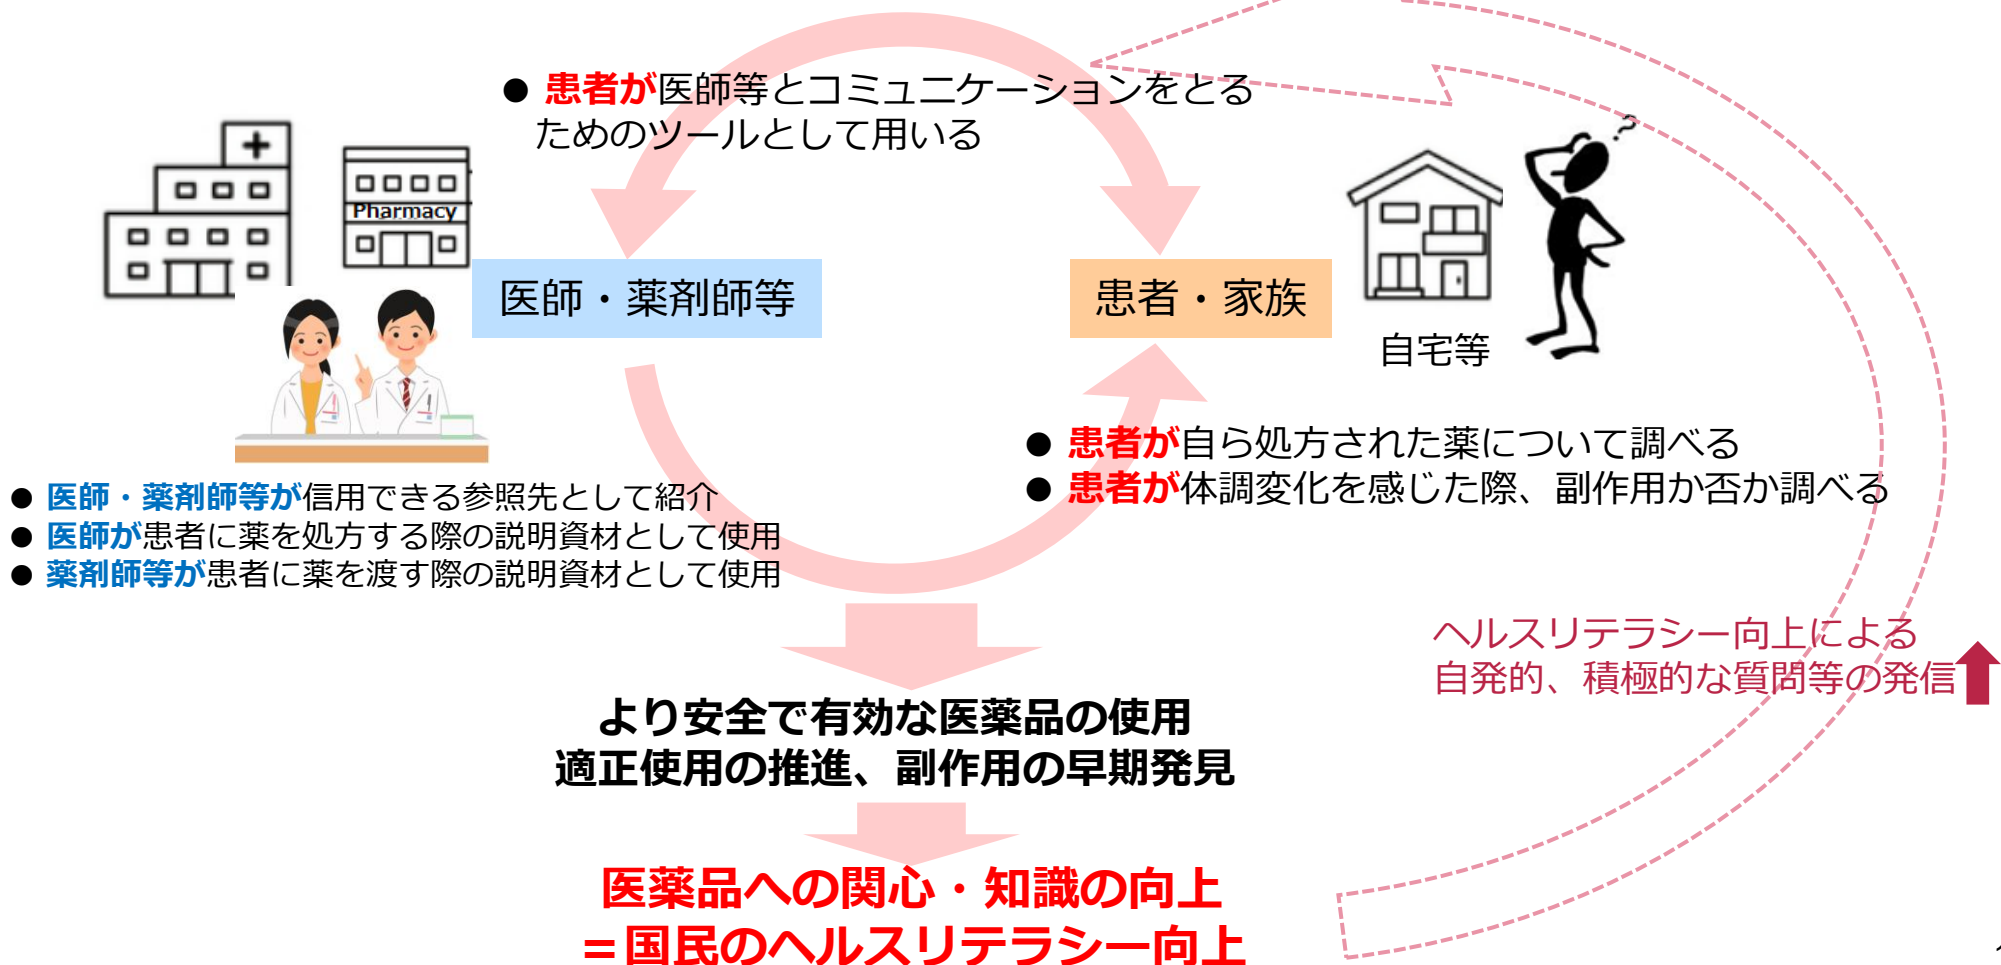 ● 患者が医師等とコミュニケーションをとる
ためのツールとして用いる
Pharmacy
?
医師・薬剤師等
患者・家族
自宅等
● 患者が自ら処方された薬について調べる
● 患者が体調変化を感じた際、副作用か否か調べる
● 医師・薬剤師等が信用できる参照先として紹介
● 医師が患者に薬を処方する際の説明資材として使用
● 薬剤師等が患者に薬を渡す際の説明資材として使用
ヘルスリテラシー向上による
自発的、積極的な質問等の発信
より安全で有効な医薬品の使用
適正使用の推進、副作用の早期発見
医薬品への関心・知識の向上
＝国民のヘルスリテラシー向上